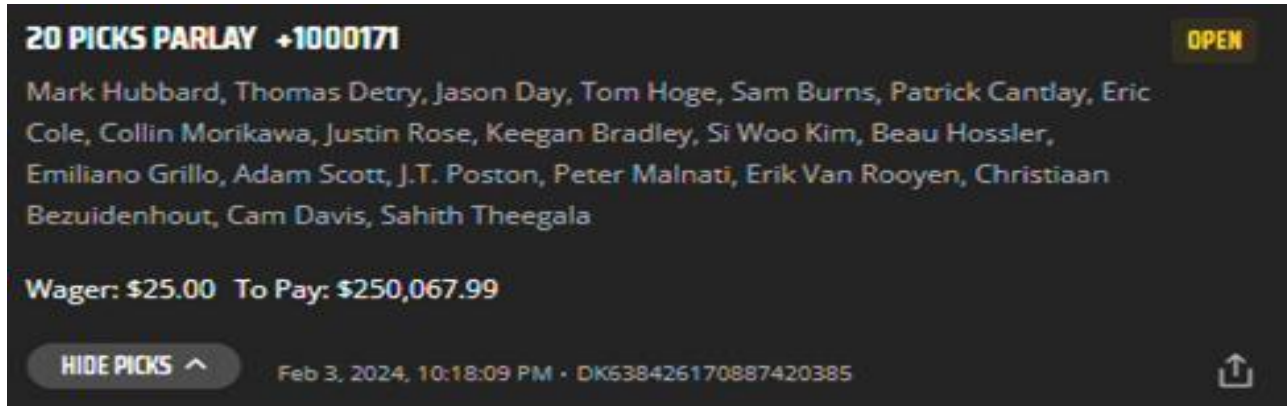 20 PICKS PARLAY +1000171
OPEN
Mark Hubbard, Thomas Detry, Jason Day, Tom Hoge, Sam Burns, Patrick Cantlay, Eric
Cole, Collin Morikawa, Justin Rose, Keegan Bradley, Si Woo Kim, Beau Hossler,
Emiliano Grillo, Adam Scott, J.T. Poston, Peter Malnati, Erik Van Rooyen, Christiaan
Bezuidenhout, Cam Davis, Sahith Theegala
Wager: $25.00 To Pay: $250,067.99
HIDE PICKS
Feb 3, 2024, 10:18:09 PM • DK638426170887420385